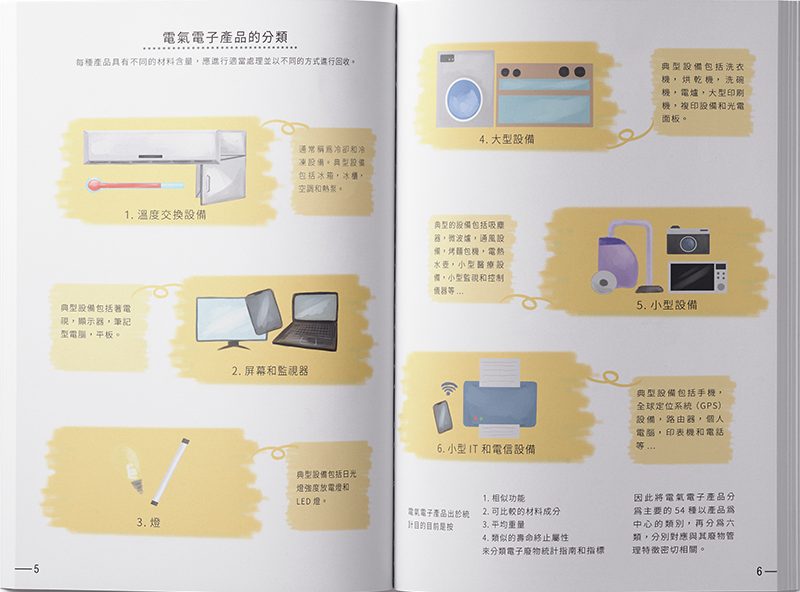 電氣電子產品的分類
每種產品具有不同的材料含量，應進行適當處理並以不同的方式進行回收。
通常稱爲冷卻和冷
凍設備。典型設備
包括冰箱，冰櫃，
空調和熱泵。
1. 溫度交換設備
典型設備包括著電
視，顯示器，筆記
型電腦，平板。
2. 屏幕和監視器
典型設備包括日光
燈強度放電燈和
LED 燈。
3. 燈
5
典型設備包括洗衣
機，烘乾機，洗碗
機，電爐，大型印刷
機，複印設備和光電
面板。
4. 大型設備
典型的設備包括吸塵
器，微波爐，通風設
備，烤麵包機，電熱
水壺，小型醫療設
備，小型監視和控制
儀器等...
5. 小型設備
典型設備包括手機，
全球定位系統 (GPS)
設備，路由器，個人
電腦，印表機和電話
等...
6. 小型 IT 和電信設備
電氣電子產品出於統
計目的目前是按
1. 相似功能
2. 可比較的材料成分
3. 平均重量
4. 類似的壽命終止屬性
來分類電子廢物統計指南和指標
因此將電氣電子產品分
爲主要的 54 種以產品爲
中心的類別，再分爲六
類，分別對應與其廢物管
理特徵密切相關。
6